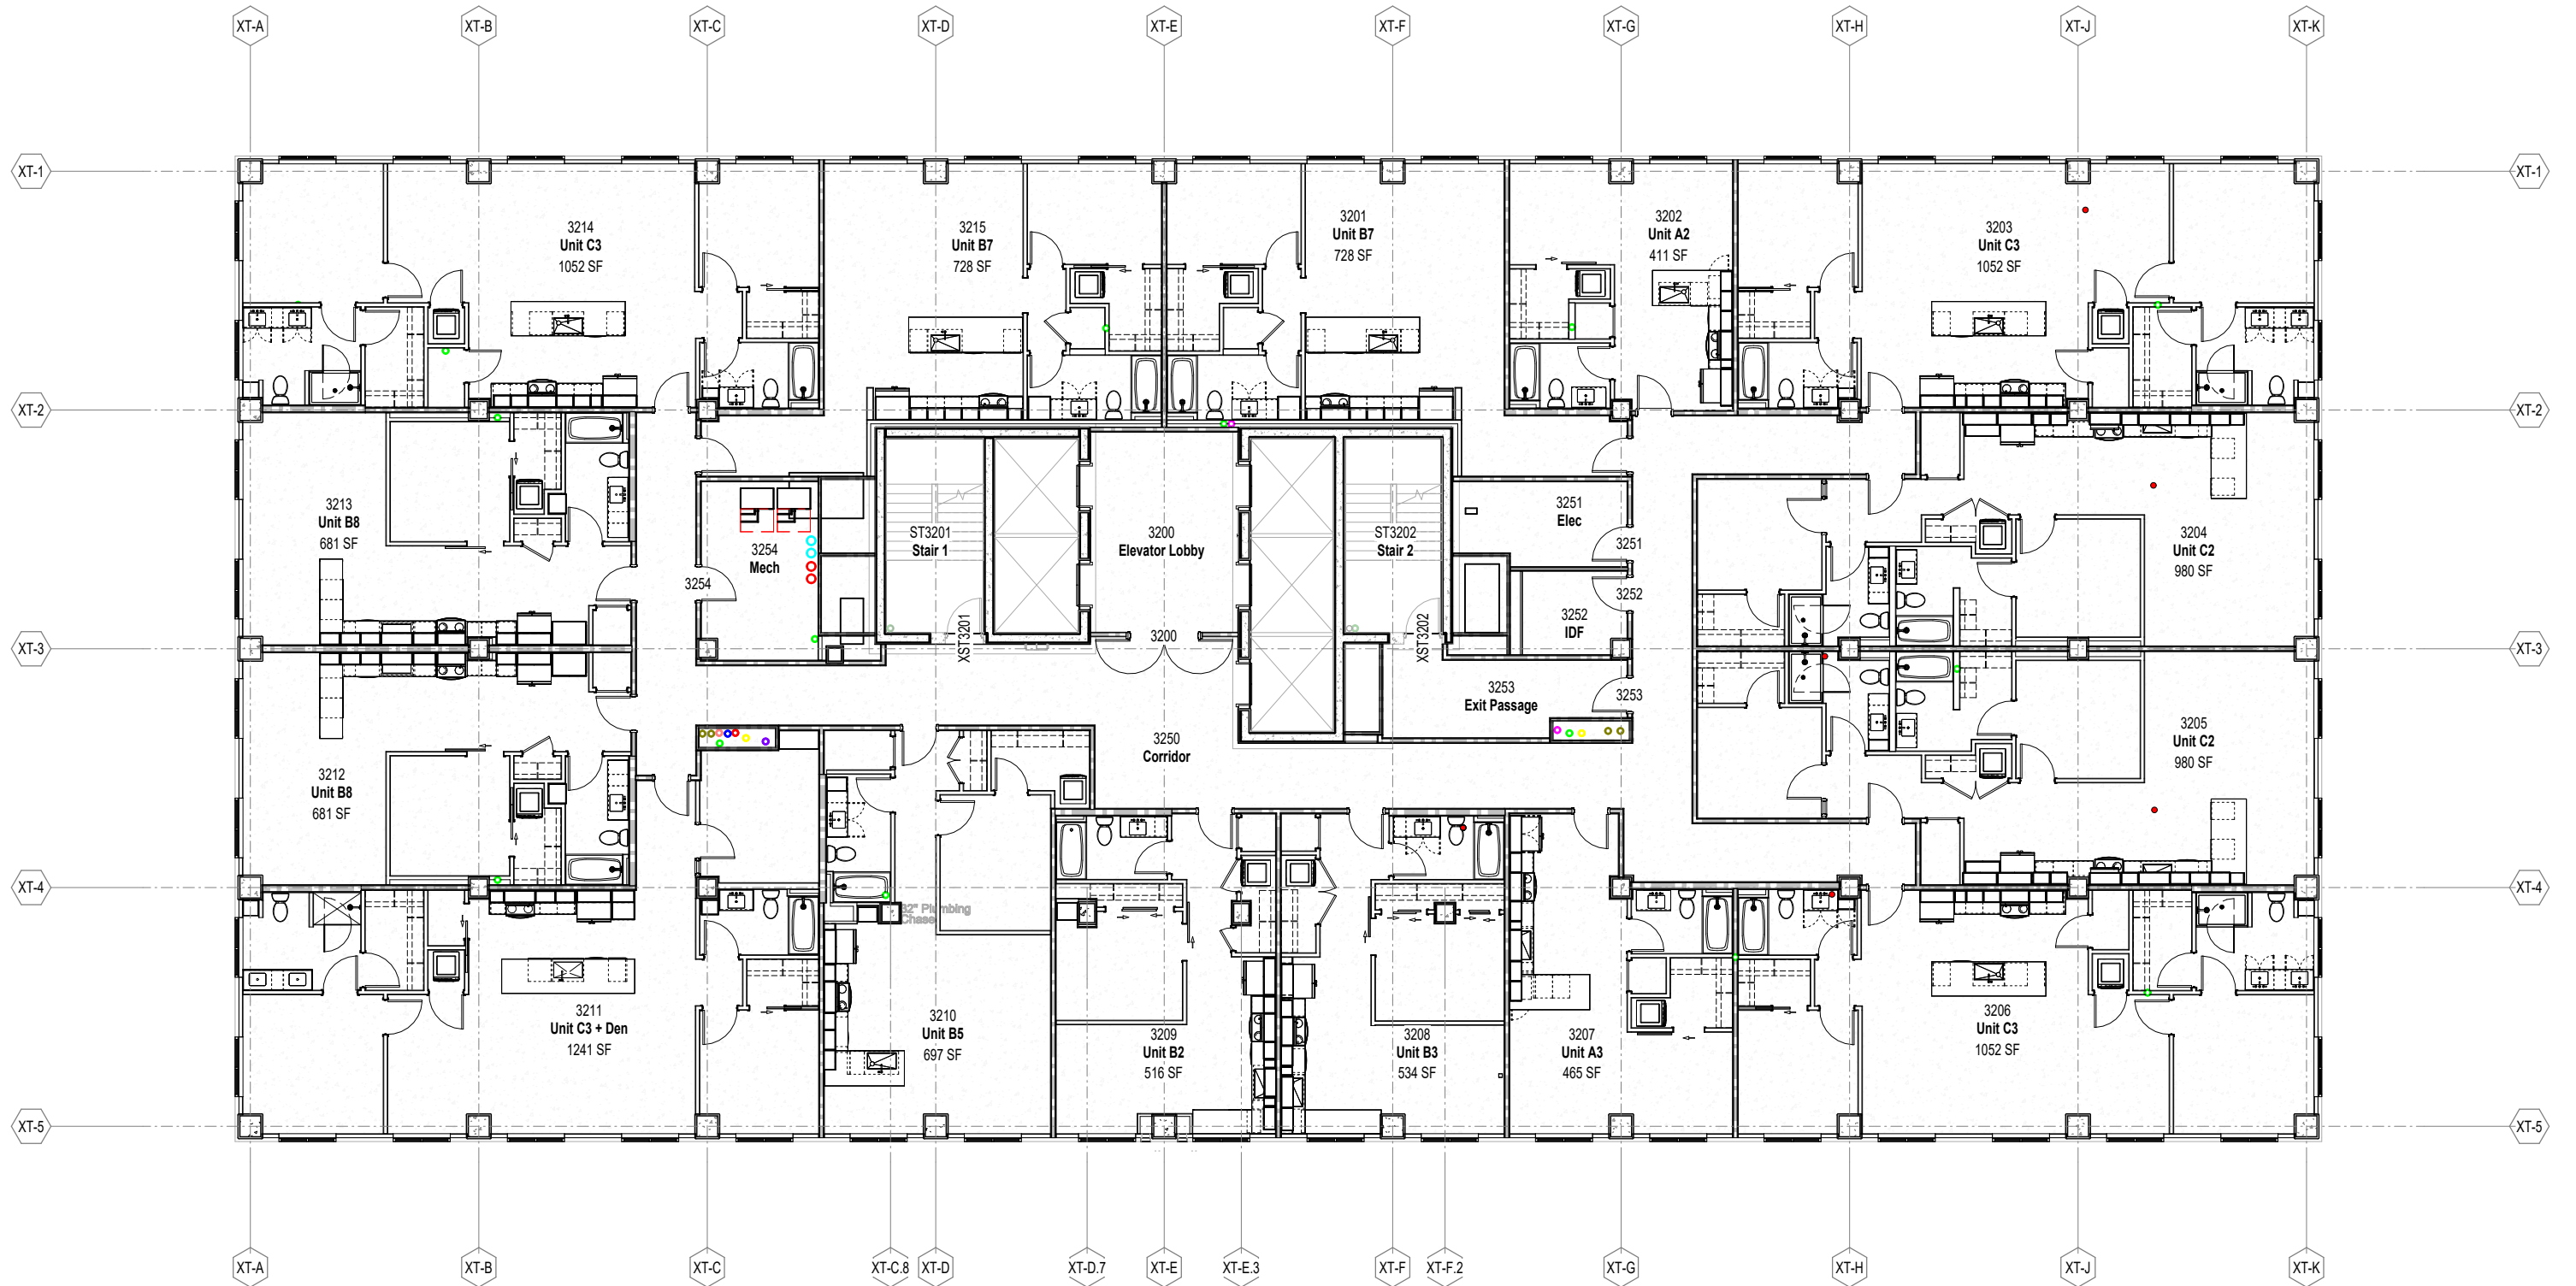 XT-A
XT-B
XT-C
XT-D
XT-E
XT-F
XT-G
XT-H
XT-J
XT-K
XT-1
XT-1
3214
Unit C3
1052 SF
3215
Unit B7
728 SF
3201
Unit B7
728 SF
3202
Unit A2
411 SF
3203
Unit C3
1052 SF
XT-2
XT-2
3213
Unit B8
681 SF
3254
Mech
3254
ST3201
Stair 1
XST3201
3200
Elevator Lobby
3200
ST3202
Stair 2
XST3202
3251
Elec
3251
3252
IDF
3252
3204
Unit C2
980 SF
XT-3
XT-3
3253
Exit Passage
3253
3212
Unit B8
681 SF
3250
Corridor
3205
Unit C2
980 SF
XT-4
XT-4
32" Plumbing
Chase
3211
Unit C3 + Den
1241 SF
3210
Unit B5
697 SF
3209
Unit B2
516 SF
3208
Unit B3
534 SF
3207
Unit A3
465 SF
3206
Unit C3
1052 SF
XT-5
XT-5
XT-A
XT-B
XT-C
XT-C.8
XT-D
XT-D.7
XT-E
XT-E.3
XT-F
XT-F.2
XT-G
XT-H
XT-J
XT-K